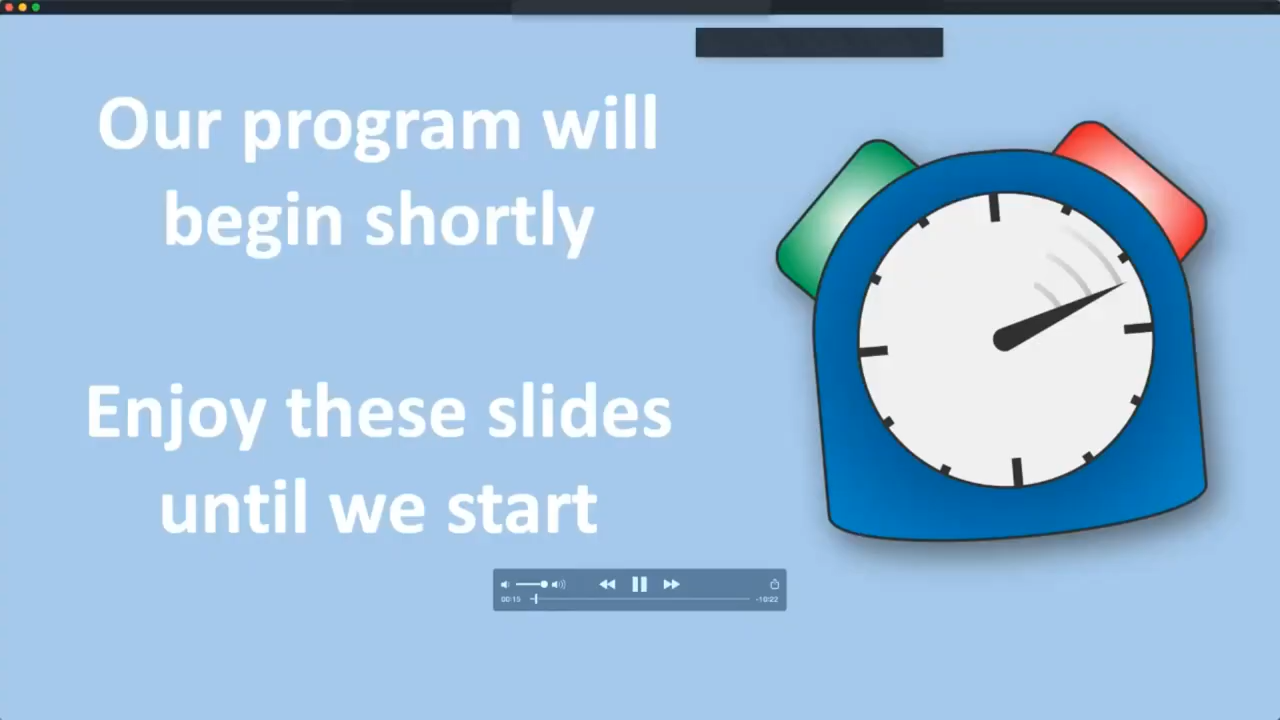 Our program will
begin shortly
Enjoy these slides
until we start
00:15
-10:22